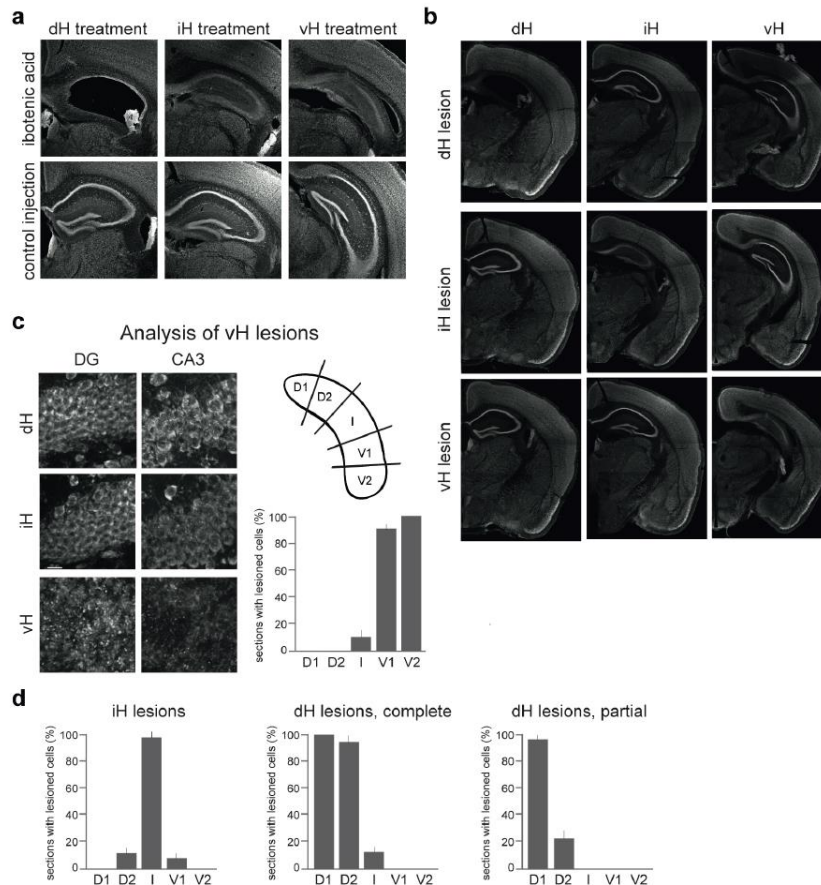 a
dH treatment iH treatment vH treatment
ibotenic acid
control injection
b
dH iH vH
dH lesion
iH lesion
vH lesion
c
Analysis of vH lesions
DG CA3
dH
iH
vH
D1
D2
I
V1
V2
sections with lesioned cells (%)
100
80
60
40
20
0
D1 D2 I V1 V2
d
iH lesions
sections with lesioned cells (%)
100
80
60
40
20
0
D1 D2 I V1 V2
dH lesions, complete
sections with lesioned cells (%)
100
80
60
40
20
0
D1 D2 I V1 V2
dH lesions, partial
sections with lesioned cells (%)
100
80
60
40
20
0
D1 D2 I V1 V2